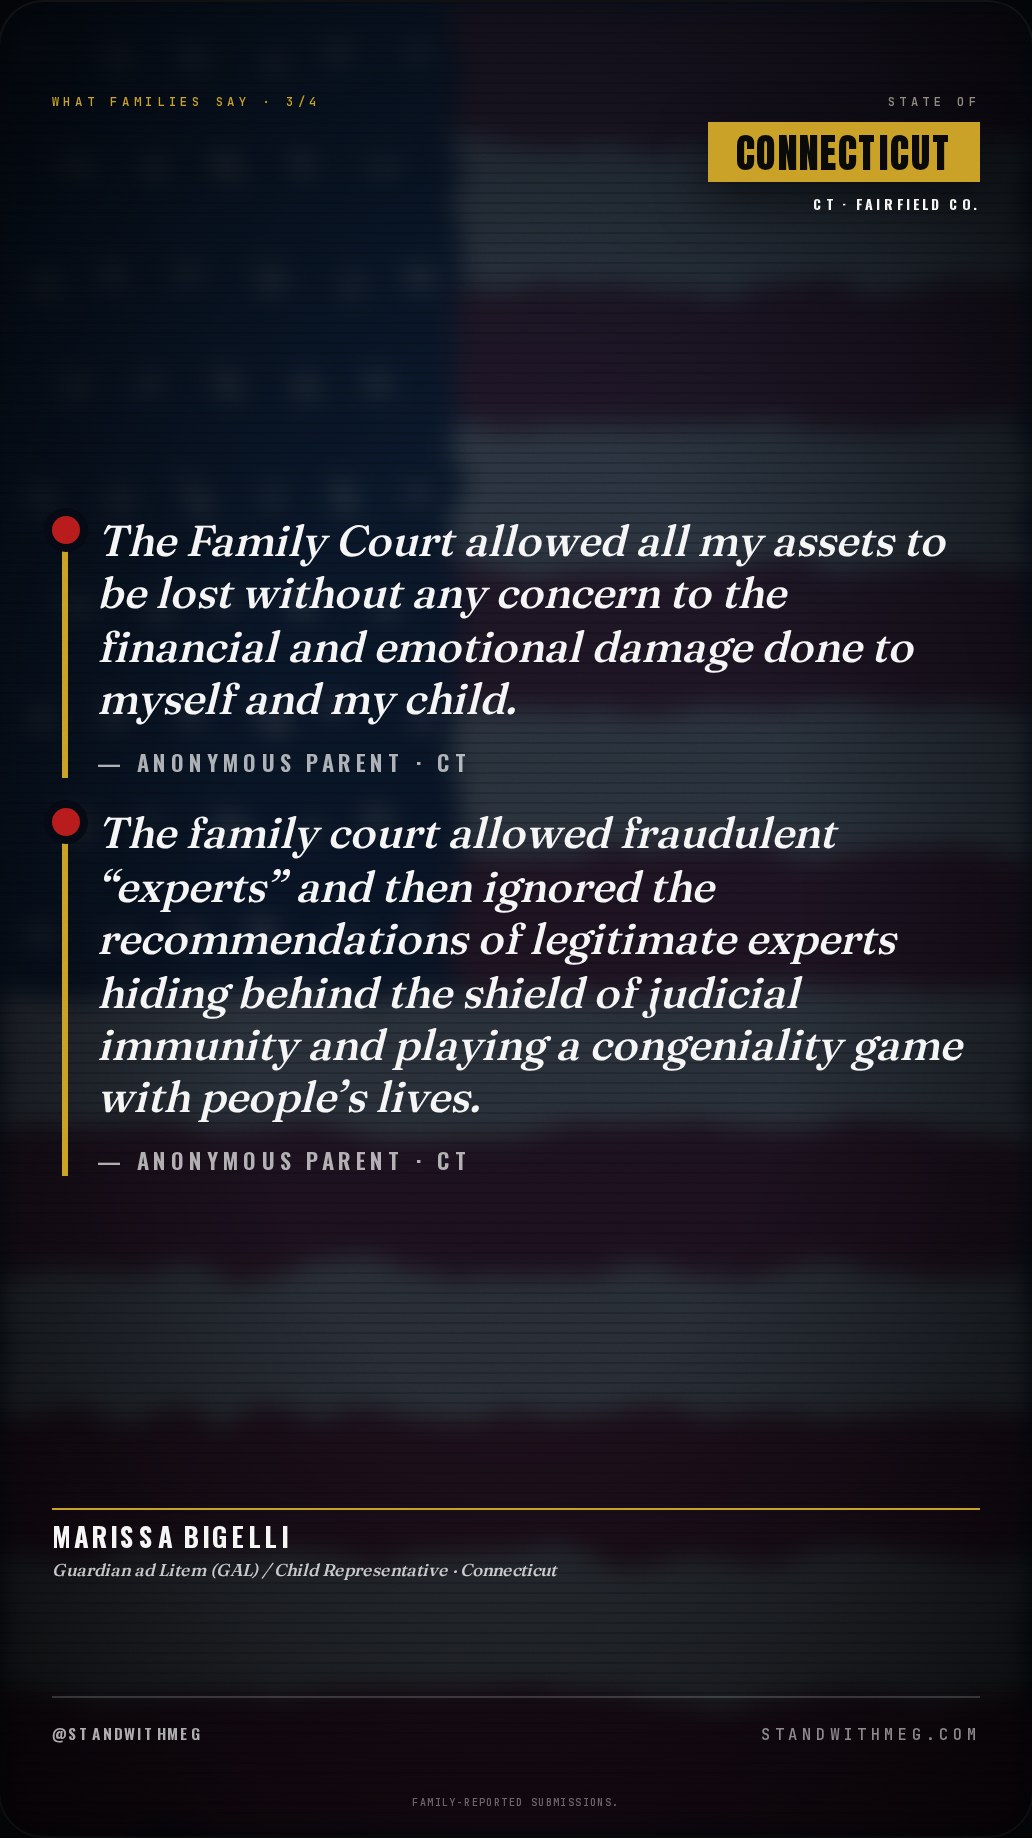 WHAT FAMILIES SAY · 3/4
STATE OF
CONNECTICUT
CT · FAIRFIELD CO.
The Family Court allowed all my assets to
be lost without any concern to the
financial and emotional damage done to
myself and my child.
— ANONYMOUS PARENT · CT
The family court allowed fraudulent
“experts” and then ignored the
recommendations of legitimate experts
hiding behind the shield of judicial
immunity and playing a congeniality game
with people’s lives.
— ANONYMOUS PARENT · CT
MARISSA BIGELLI
Guardian ad Litem (GAL) / Child Representative · Connecticut
@STANDWITHMEG
STANDWITHMEG.COM
FAMILY-REPORTED SUBMISSIONS.